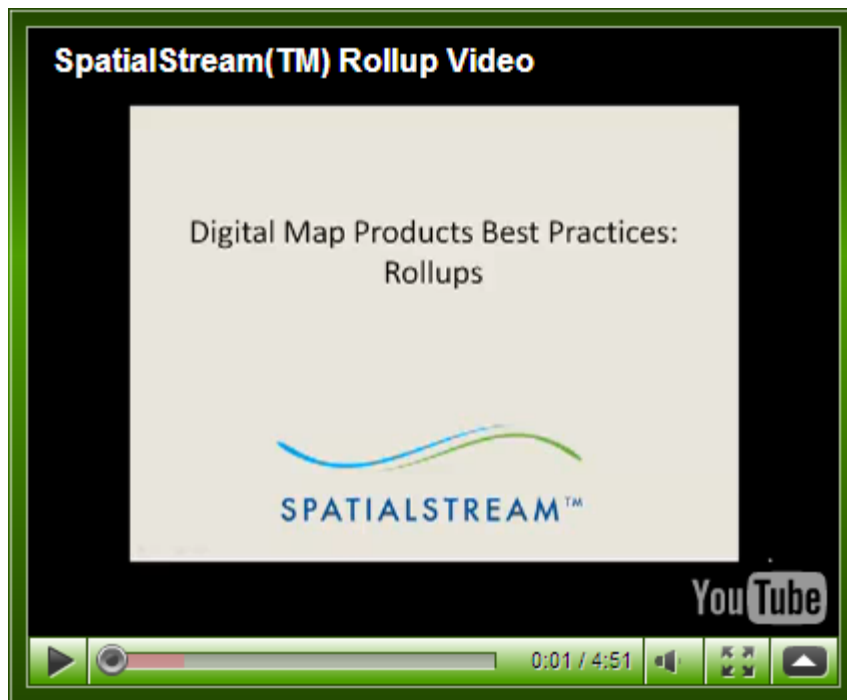 SpatialStream(TM) Rollup Video
Digital Map Products Best Practices:
Rollups
SPATIALSTREAM™
YouTube
0:01 / 4:51